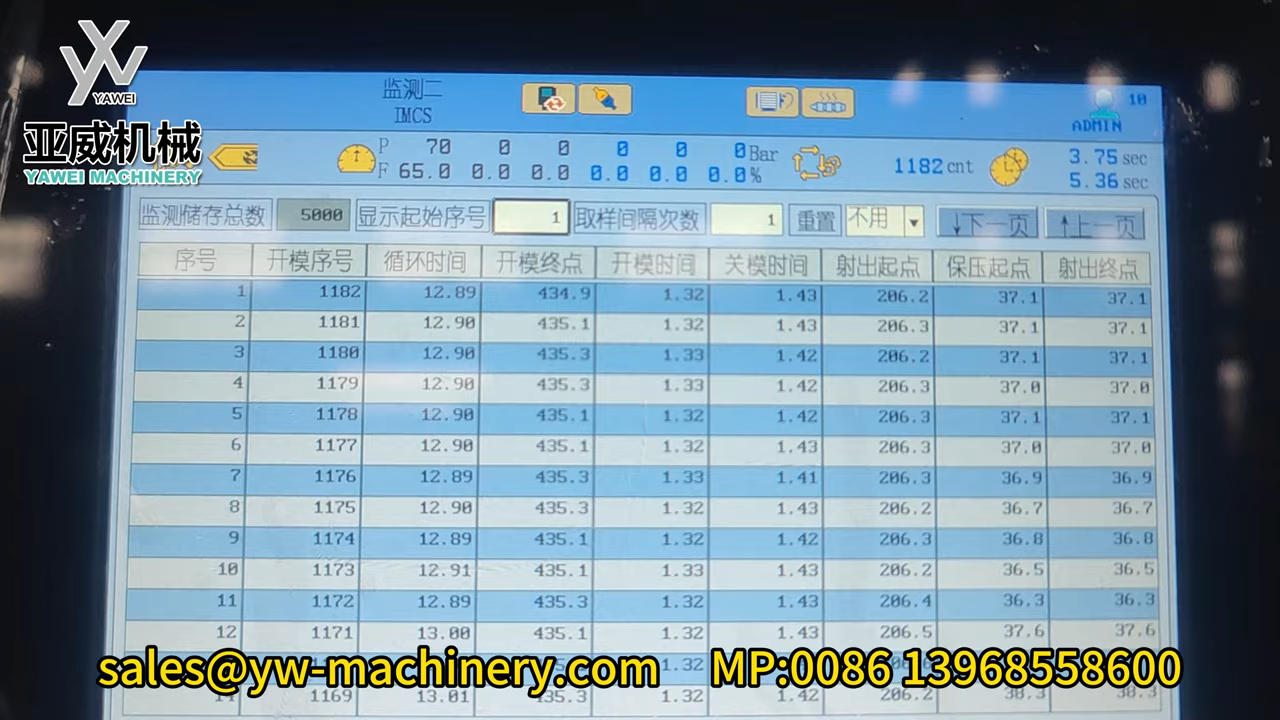 YAWEI
亚威机械
YAWEI MACHINERY
监测二
IMCS
10
ADMIN
P 70 0 0 0 0 0 Bar
F 65.0 0.0 0.0 0.0 0.0 0.0 %
1182 cnt
3.75 sec
5.36 sec
监测储存总数 5000 显示起始序号 1 取样间隔次数 1 重置 不用 ↓下一页 ↑上一页
序号 开模序号 循环时间 开模终点 开模时间 关模时间 射出起点 保压起点 射出终点
1 1182 12.89 434.9 1.32 1.43 206.2 37.1 37.1
2 1181 12.90 435.1 1.32 1.43 206.3 37.1 37.1
3 1180 12.90 435.3 1.33 1.42 206.2 37.1 37.1
4 1179 12.90 435.3 1.33 1.42 206.3 37.0 37.0
5 1178 12.90 435.1 1.32 1.42 206.3 37.1 37.1
6 1177 12.90 435.1 1.32 1.43 206.3 37.0 37.0
7 1176 12.89 435.3 1.33 1.41 206.3 36.9 36.9
8 1175 12.90 435.3 1.32 1.43 206.2 36.7 36.7
9 1174 12.89 435.1 1.32 1.42 206.3 36.8 36.8
10 1173 12.91 435.1 1.33 1.43 206.2 36.5 36.5
11 1172 12.89 435.3 1.32 1.43 206.4 36.3 36.3
12 1171 13.00 435.1 1.32 1.43 206.5 37.6 37.6
1.32
14 1169 13.01 435.3 1.32 1.42 206.2 38.3 38.3
sales@yw-machinery.com MP:0086 13968558600